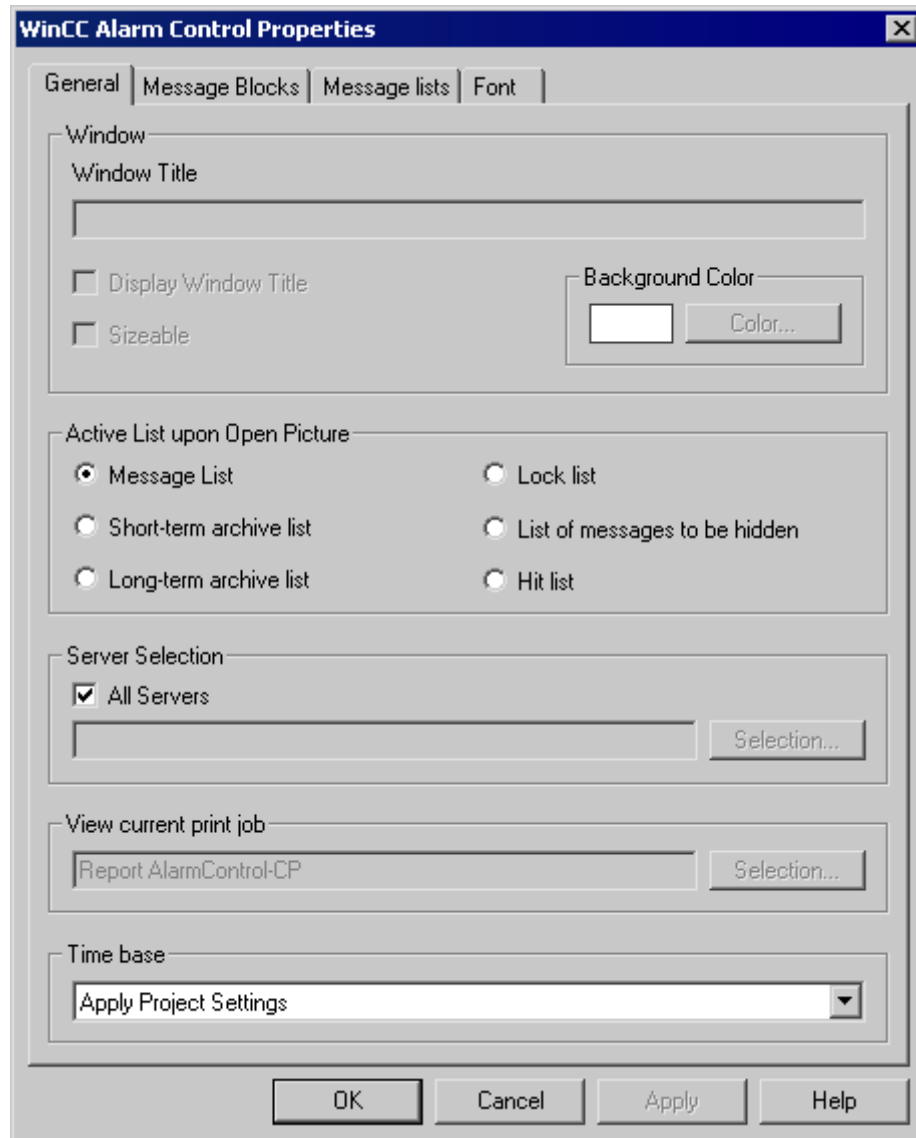 WinCC Alarm Control Properties
General Message Blocks Message lists Font
Window
Window Title
Display Window Title
Background Color
Sizeable
Color...
Active List upon Open Picture
Message List
Lock list
Short-term archive list
List of messages to be hidden
Long-term archive list
Hit list
Server Selection
All Servers
Selection...
View current print job
Report AlarmControl-CP
Selection...
Time base
Apply Project Settings
OK Cancel Apply Help